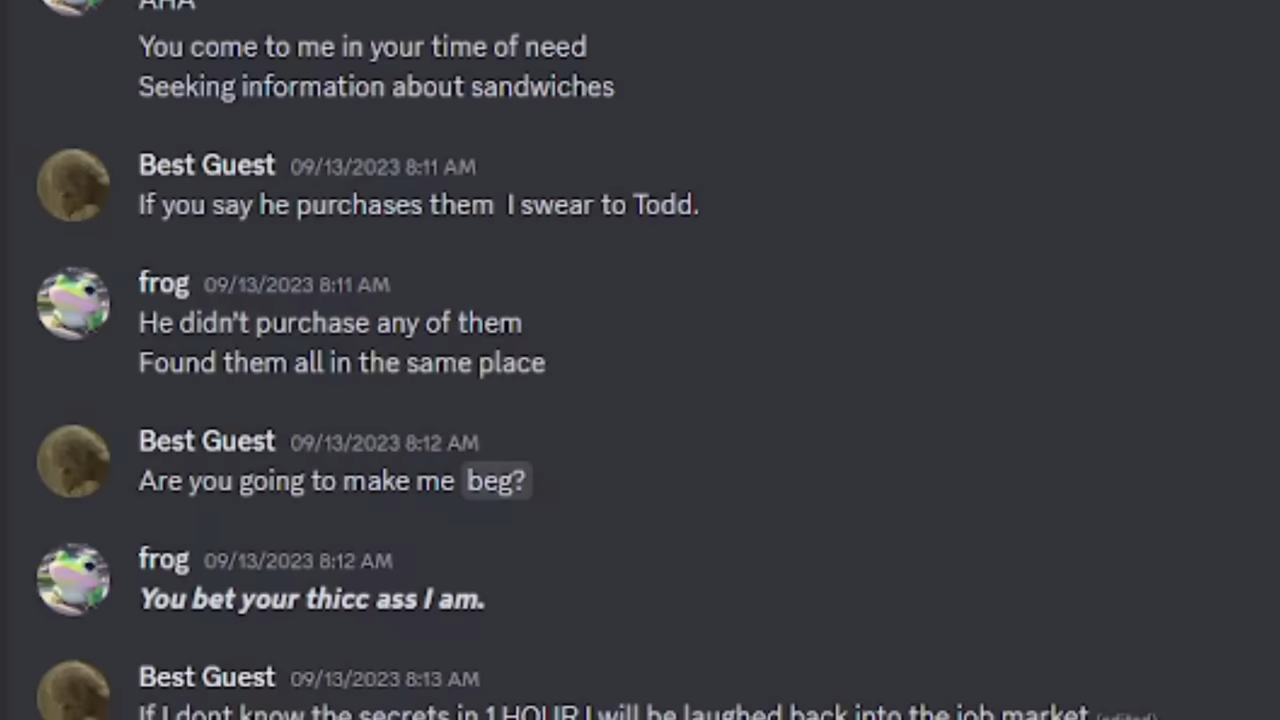 AHA
You come to me in your time of need
Seeking information about sandwiches
Best Guest 09/13/2023 8:11 AM
If you say he purchases them  I swear to Todd.
frog 09/13/2023 8:11 AM
He didn't purchase any of them
Found them all in the same place
Best Guest 09/13/2023 8:12 AM
Are you going to make me beg?
frog 09/13/2023 8:12 AM
You bet your thicc ass I am.
Best Guest 09/13/2023 8:13 AM
If I dont know the secrets in 1 HOUR I will be laughed back into the job market (edited)